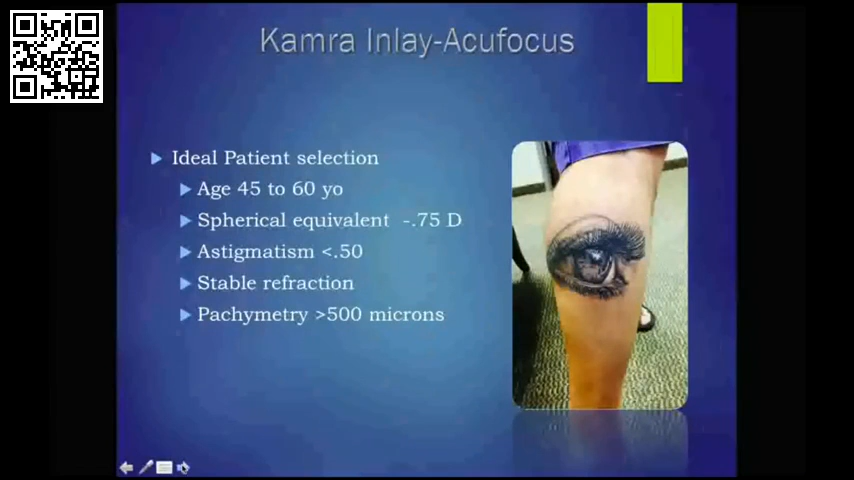 Kamra Inlay-Acufocus
Ideal Patient selection
Age 45 to 60 yo
Spherical equivalent -.75 D
Astigmatism <.50
Stable refraction
Pachymetry >500 microns